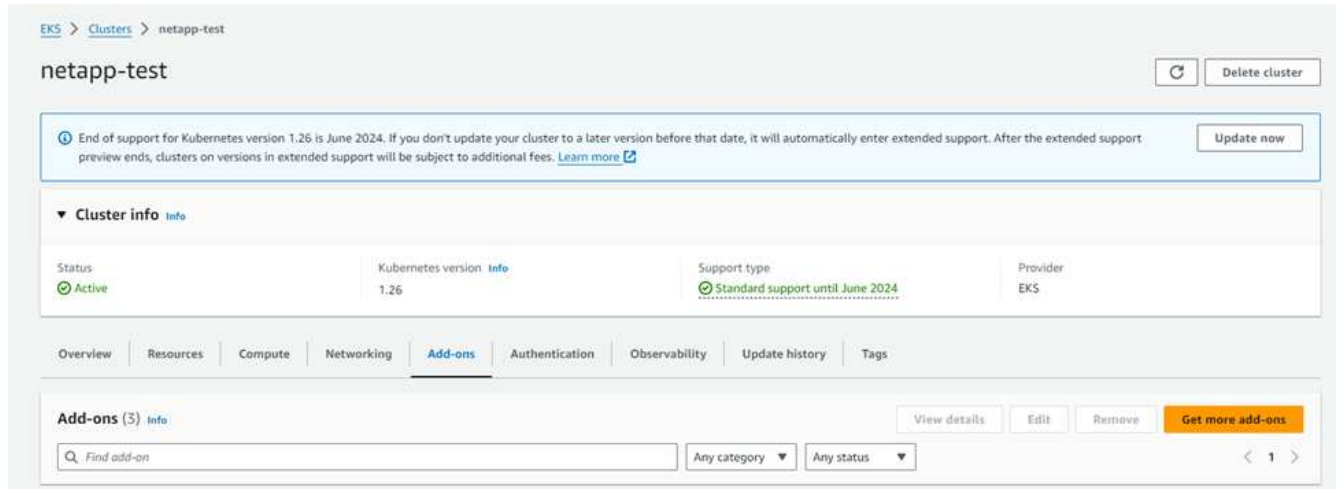 EKS > Clusters > netapp-test
netapp-test
Delete cluster
End of support for Kubernetes version 1.26 is June 2024. If you don't update your cluster to a later version before that date, it will automatically enter extended support. After the extended support
preview ends, clusters on versions in extended support will be subject to additional fees. Learn more
Update now
Cluster info Info
Status
Kubernetes version Info
Support type
Provider
Active
1.26
Standard support until June 2024
EKS
Overview Resources Compute Networking Add-ons Authentication Observability Update history Tags
Add-ons (3) Info
View details Edit Remove Get more add-ons
Find add-on
Any category
Any status
< 1 >